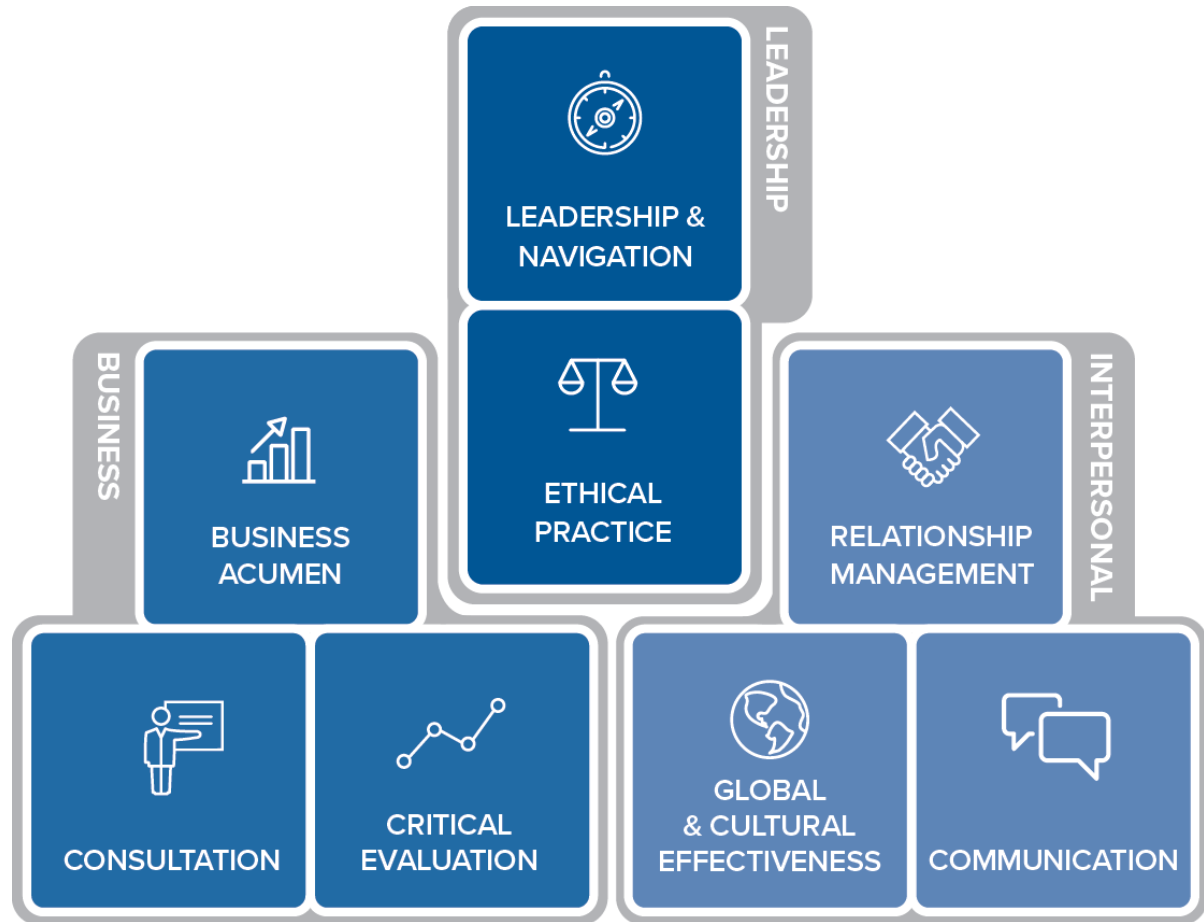 LEADERSHIP
LEADERSHIP &
NAVIGATION
ETHICAL
PRACTICE
BUSINESS
BUSINESS
ACUMEN
CONSULTATION
CRITICAL
EVALUATION
INTERPERSONAL
RELATIONSHIP
MANAGEMENT
GLOBAL
& CULTURAL
EFFECTIVENESS
COMMUNICATION